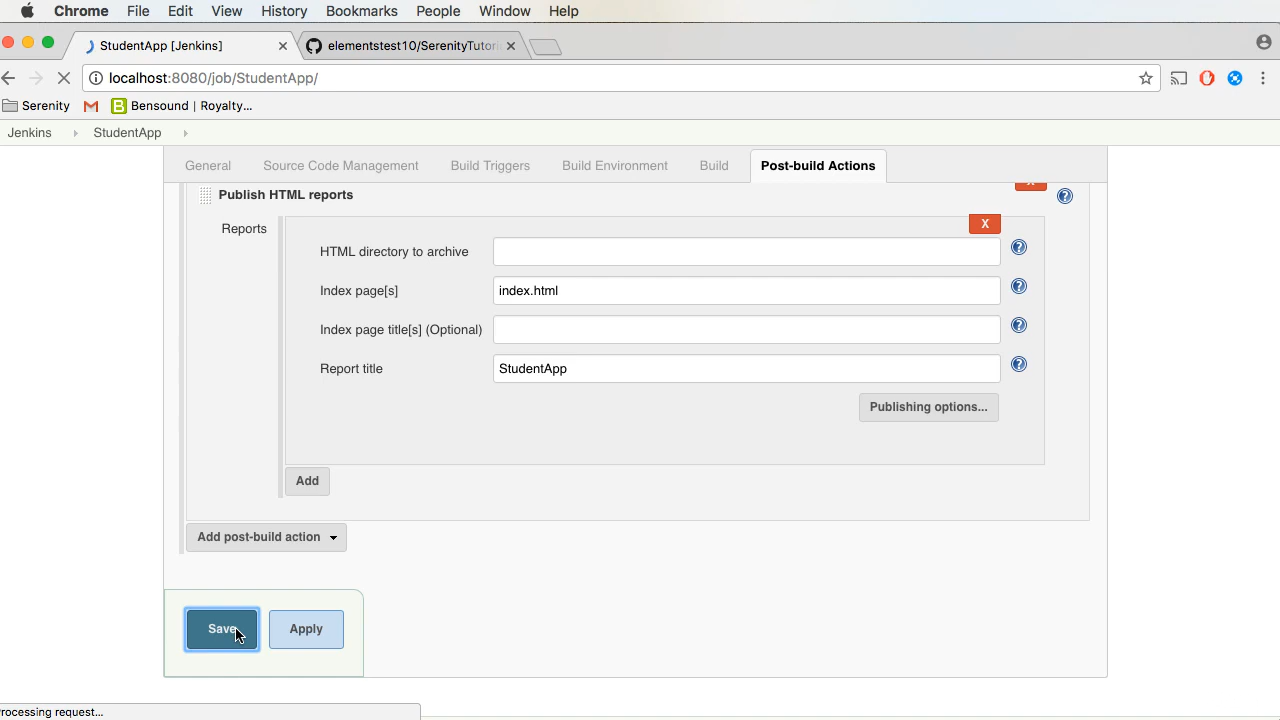 Chrome File Edit View History Bookmarks People Window Help
StudentApp [Jenkins] elementstest10/SerenityTutori
localhost:8080/job/StudentApp/
Serenity Bensound | Royalty...
Jenkins StudentApp
General Source Code Management Build Triggers Build Environment Build Post-build Actions
Publish HTML reports
Reports
X
HTML directory to archive
Index page[s] index.html
Index page title[s] (Optional)
Report title StudentApp
Publishing options...
Add
Add post-build action
Save Apply
rocessing request...